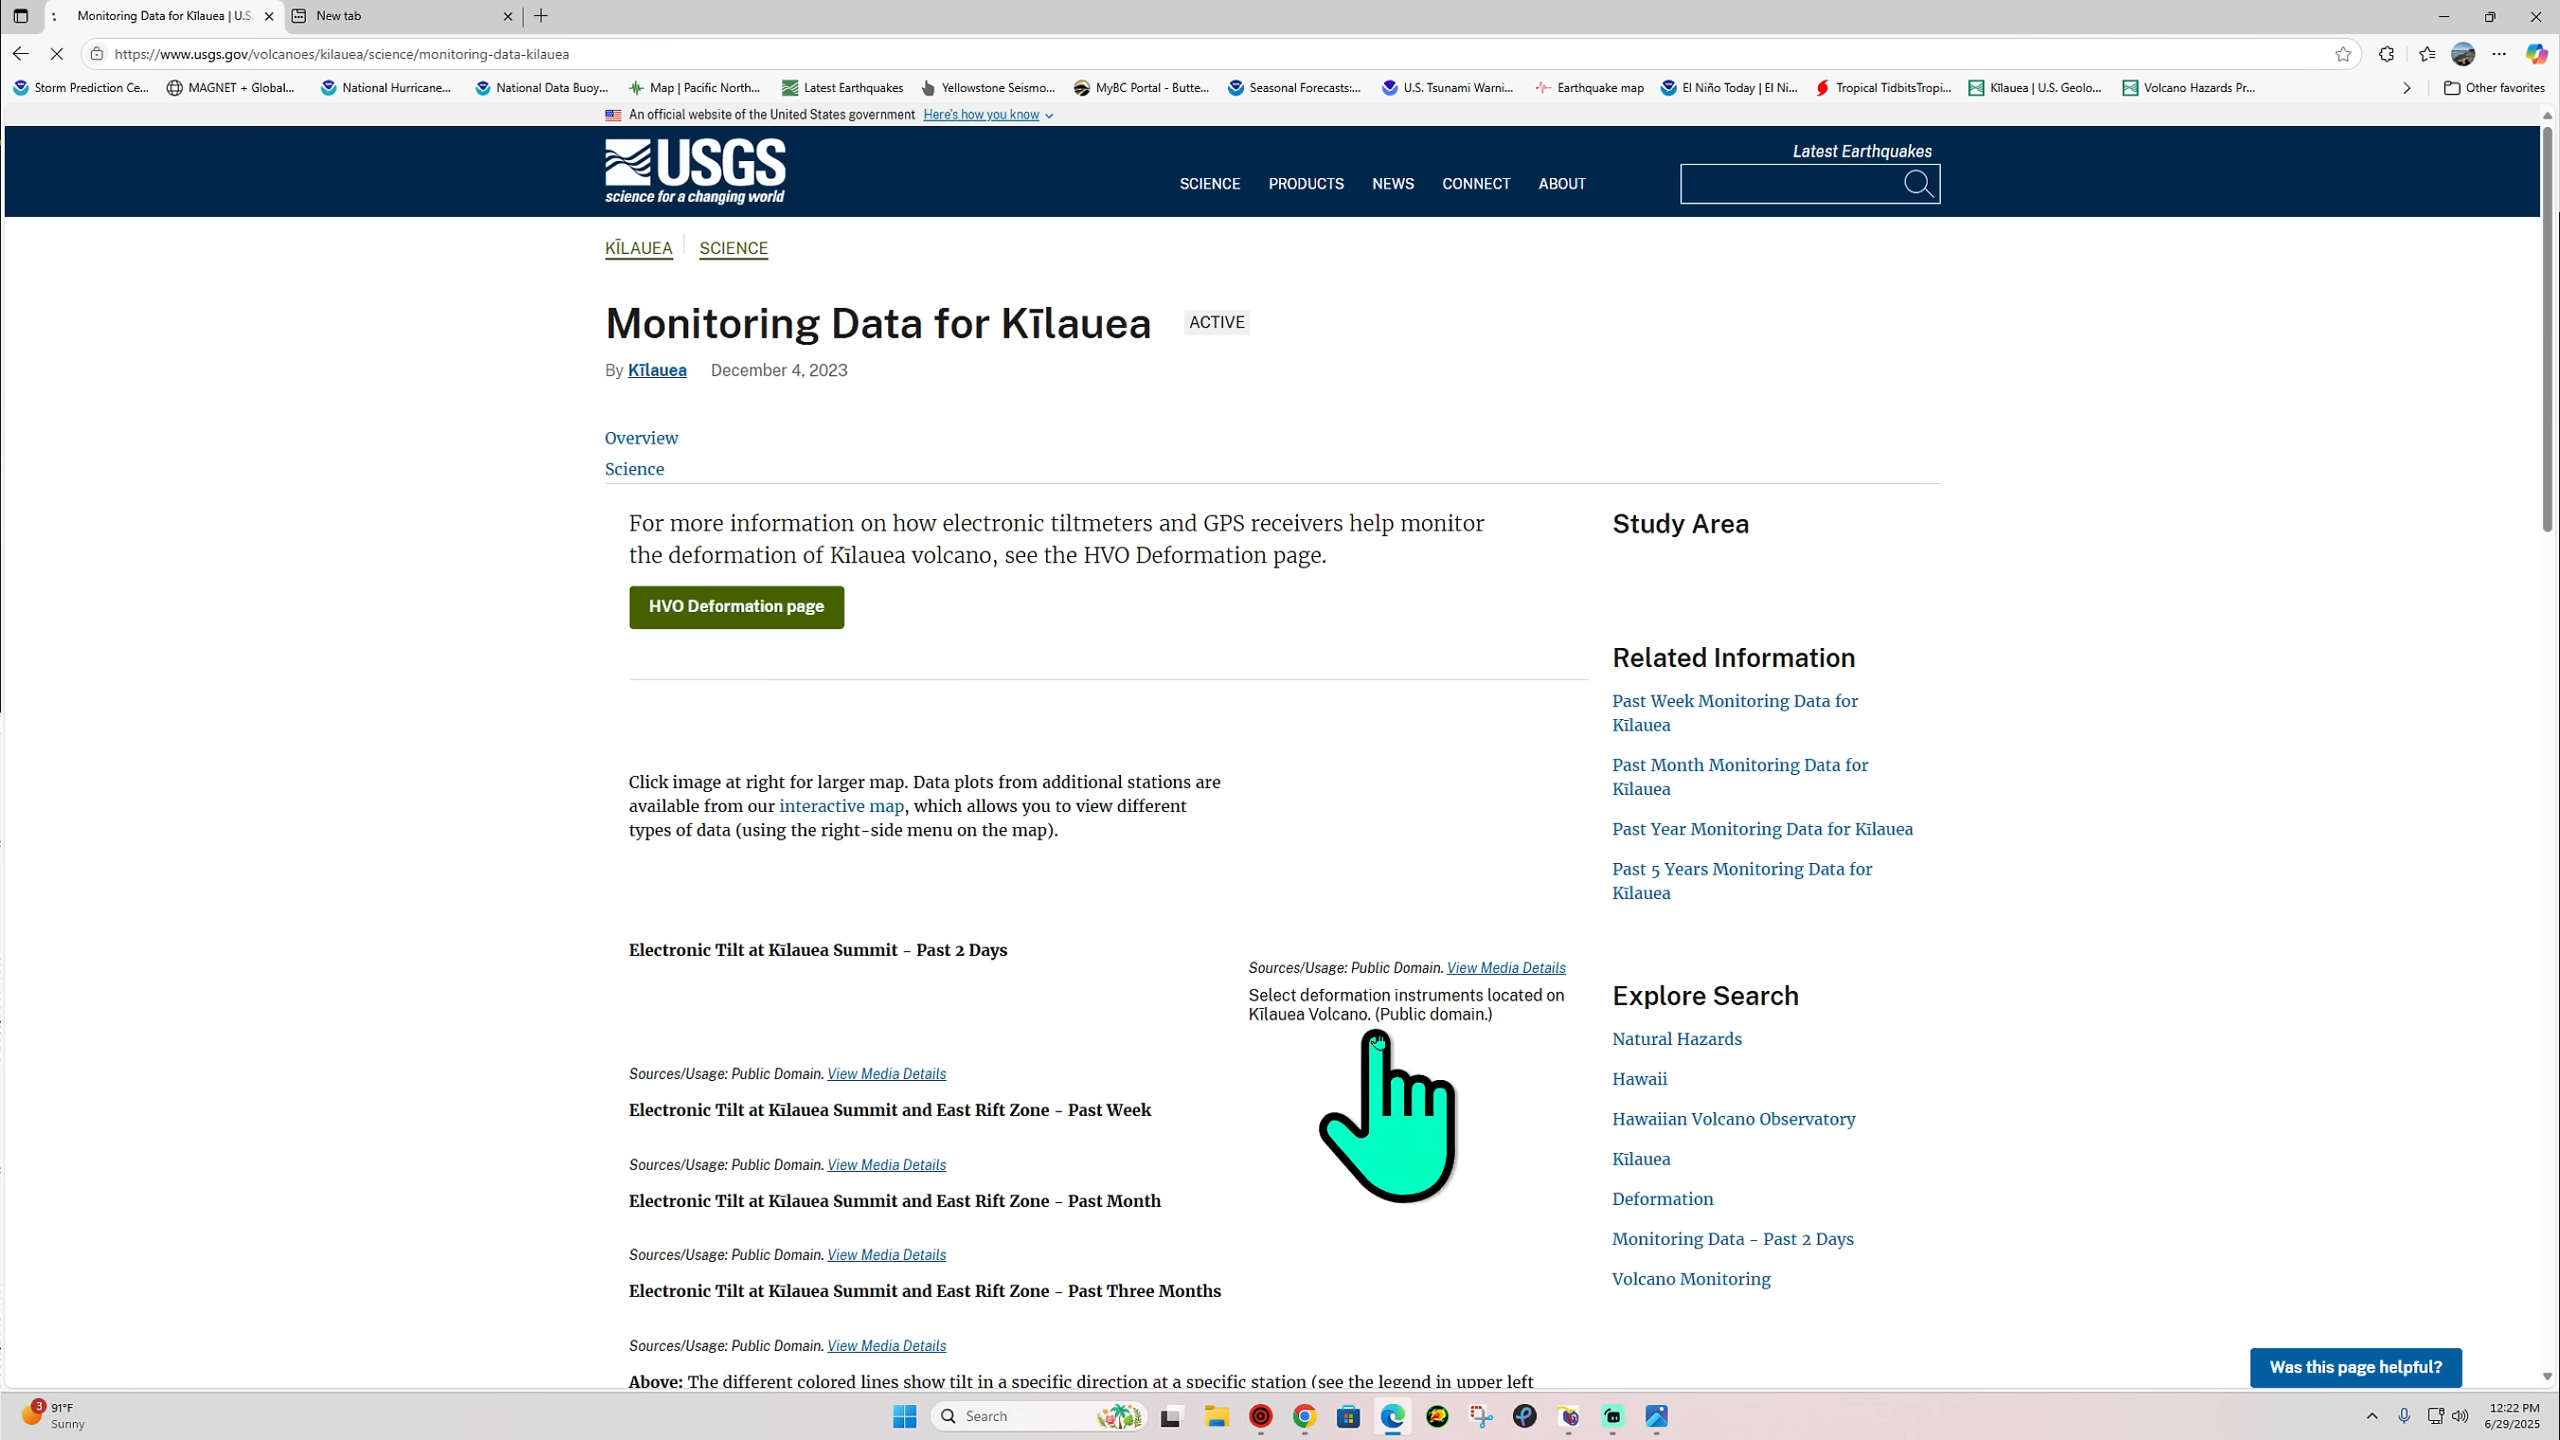 Monitoring Data for Kīlauea | U.S.
New tab
https://www.usgs.gov/volcanoes/kilauea/science/monitoring-data-kilauea
Storm Prediction Ce...
MAGNET + Global...
National Hurricane...
National Data Buoy...
Map | Pacific North...
Latest Earthquakes
Yellowstone Seismo...
MyBC Portal - Butte...
Seasonal Forecasts:...
U.S. Tsunami Warni...
Earthquake map
El Niño Today | El Ni...
Tropical TidbitsTropi...
Kīlauea | U.S. Geolo...
Volcano Hazards Pr...
Other favorites
An official website of the United States government Here's how you know
USGS
science for a changing world
SCIENCE
PRODUCTS
NEWS
CONNECT
ABOUT
Latest Earthquakes
KĪLAUEA
SCIENCE
Monitoring Data for Kīlauea
ACTIVE
By Kīlauea December 4, 2023
Overview
Science
For more information on how electronic tiltmeters and GPS receivers help monitor
the deformation of Kīlauea volcano, see the HVO Deformation page.
HVO Deformation page
Click image at right for larger map. Data plots from additional stations are
available from our interactive map, which allows you to view different
types of data (using the right-side menu on the map).
Electronic Tilt at Kīlauea Summit - Past 2 Days
Sources/Usage: Public Domain. View Media Details
Select deformation instruments located on
Kīlauea Volcano. (Public domain.)
Sources/Usage: Public Domain. View Media Details
Electronic Tilt at Kīlauea Summit and East Rift Zone - Past Week
Sources/Usage: Public Domain. View Media Details
Electronic Tilt at Kīlauea Summit and East Rift Zone - Past Month
Sources/Usage: Public Domain. View Media Details
Electronic Tilt at Kīlauea Summit and East Rift Zone - Past Three Months
Sources/Usage: Public Domain. View Media Details
Above: The different colored lines show tilt in a specific direction at a specific station (see the legend in upper left
Study Area
Related Information
Past Week Monitoring Data for
Kīlauea
Past Month Monitoring Data for
Kīlauea
Past Year Monitoring Data for Kīlauea
Past 5 Years Monitoring Data for
Kīlauea
Explore Search
Natural Hazards
Hawaii
Hawaiian Volcano Observatory
Kīlauea
Deformation
Monitoring Data - Past 2 Days
Volcano Monitoring
Was this page helpful?
3
91°F
Sunny
Search
12:22 PM
6/29/2025